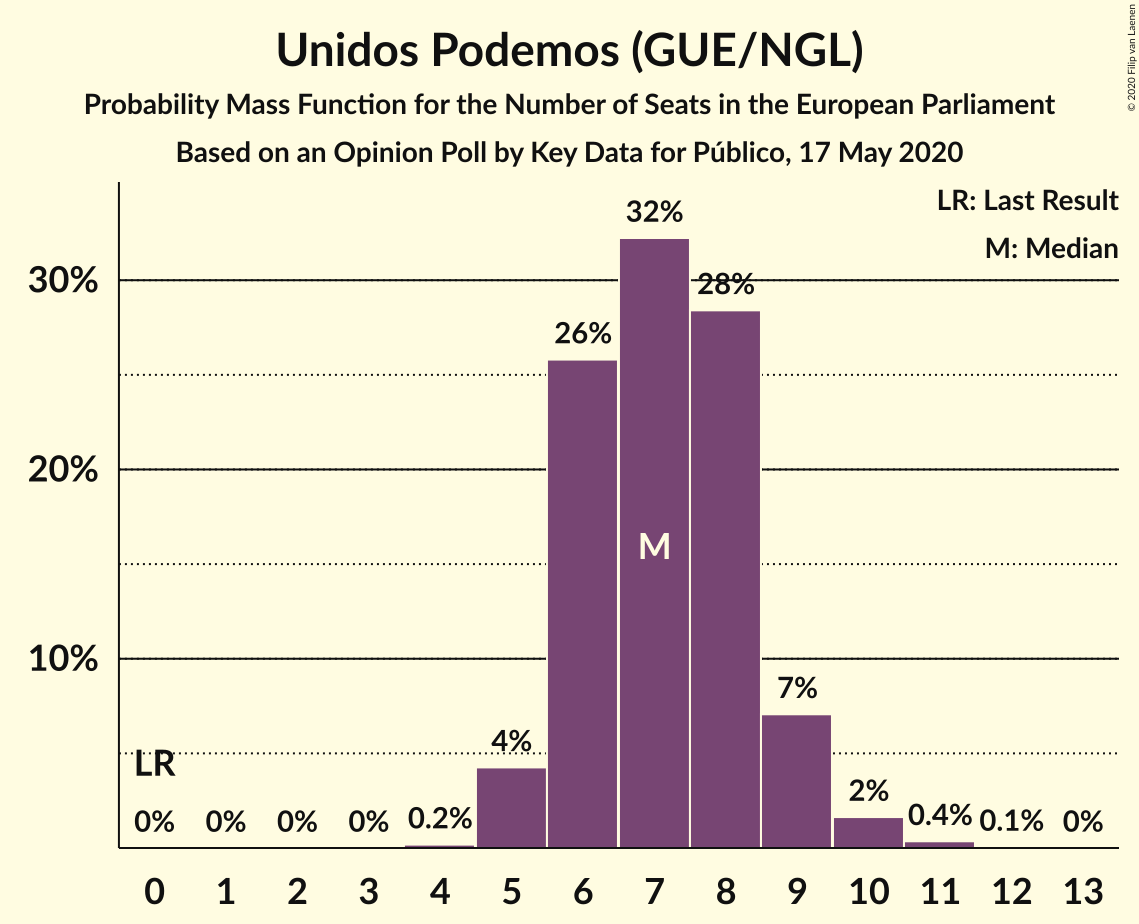 Unidos Podemos (GUE/NGL)
Probability Mass Function for the Number of Seats in the European Parliament
Based on an Opinion Poll by Key Data for Público, 17 May 2020
© 2020 Filip van Laenen
LR: Last Result
M: Median
32%
30%
28%
26%
20%
M
10%
7%
4%
LR
2%
0%
0%
0%
0%
0.2%
0.4%
0.1%
0%
0 1 2 3 4 5 6 7 8 9 10 11 12 13